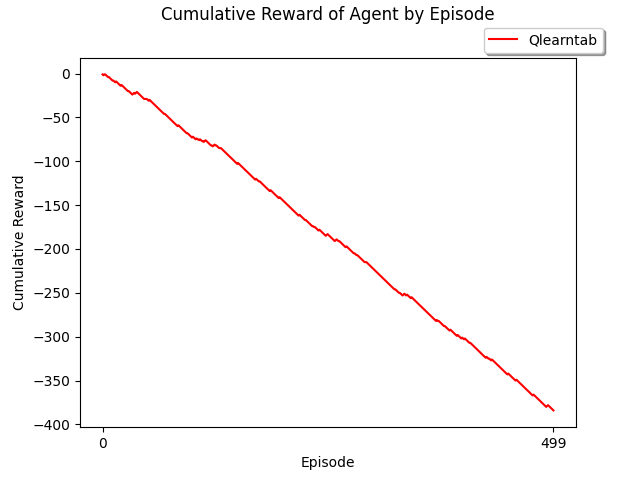 Cumulative Reward of Agent by Episode
Qlearntab
0
−50
−100
−150
−200
−250
−300
−350
−400
Cumulative Reward
0 499
Episode